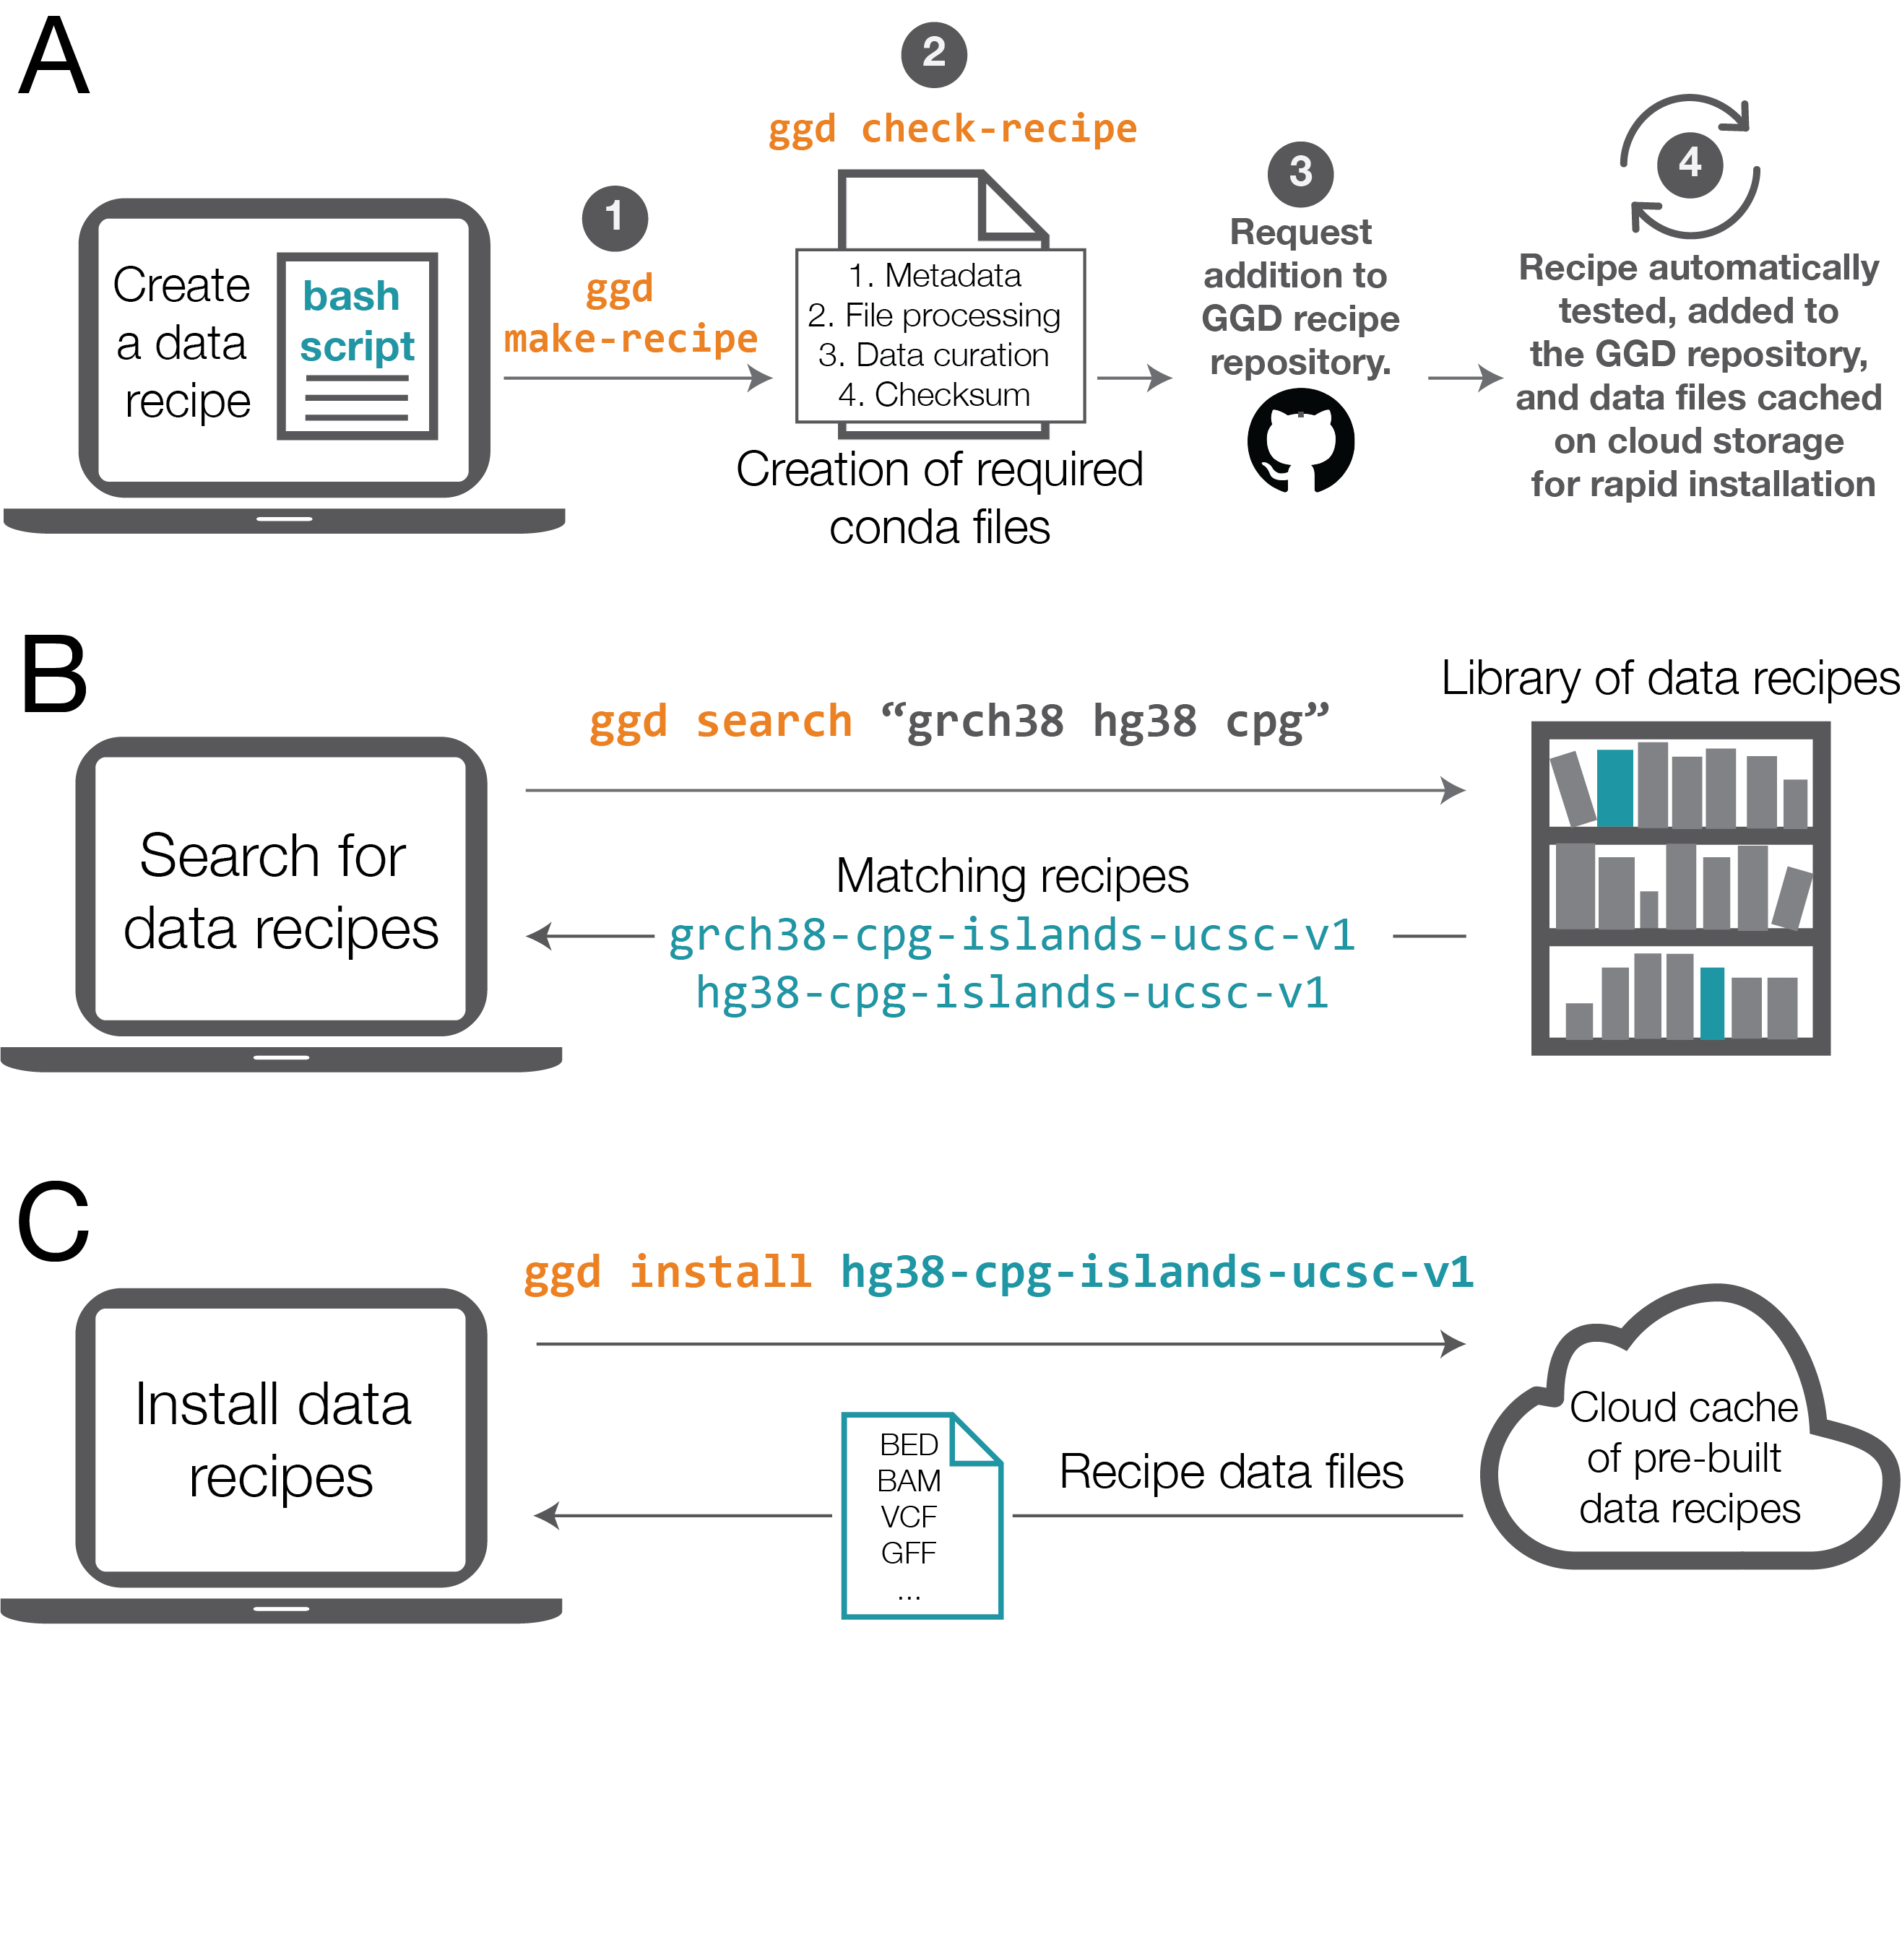 A
Create
a data
recipe
bash
script
1
ggd
make-recipe
2
ggd check-recipe
1. Metadata
2. File processing
3. Data curation
4. Checksum
Creation of required
conda files
3
Request
addition to
GGD recipe
repository.
4
Recipe automatically
tested, added to
the GGD repository,
and data files cached
on cloud storage
for rapid installation
B
Search for
data recipes
ggd search “grch38 hg38 cpg”
Matching recipes
grch38-cpg-islands-ucsc-v1
hg38-cpg-islands-ucsc-v1
Library of data recipes
C
Install data
recipes
ggd install hg38-cpg-islands-ucsc-v1
BED
BAM
VCF
GFF
...
Recipe data files
Cloud cache
of pre-built
data recipes